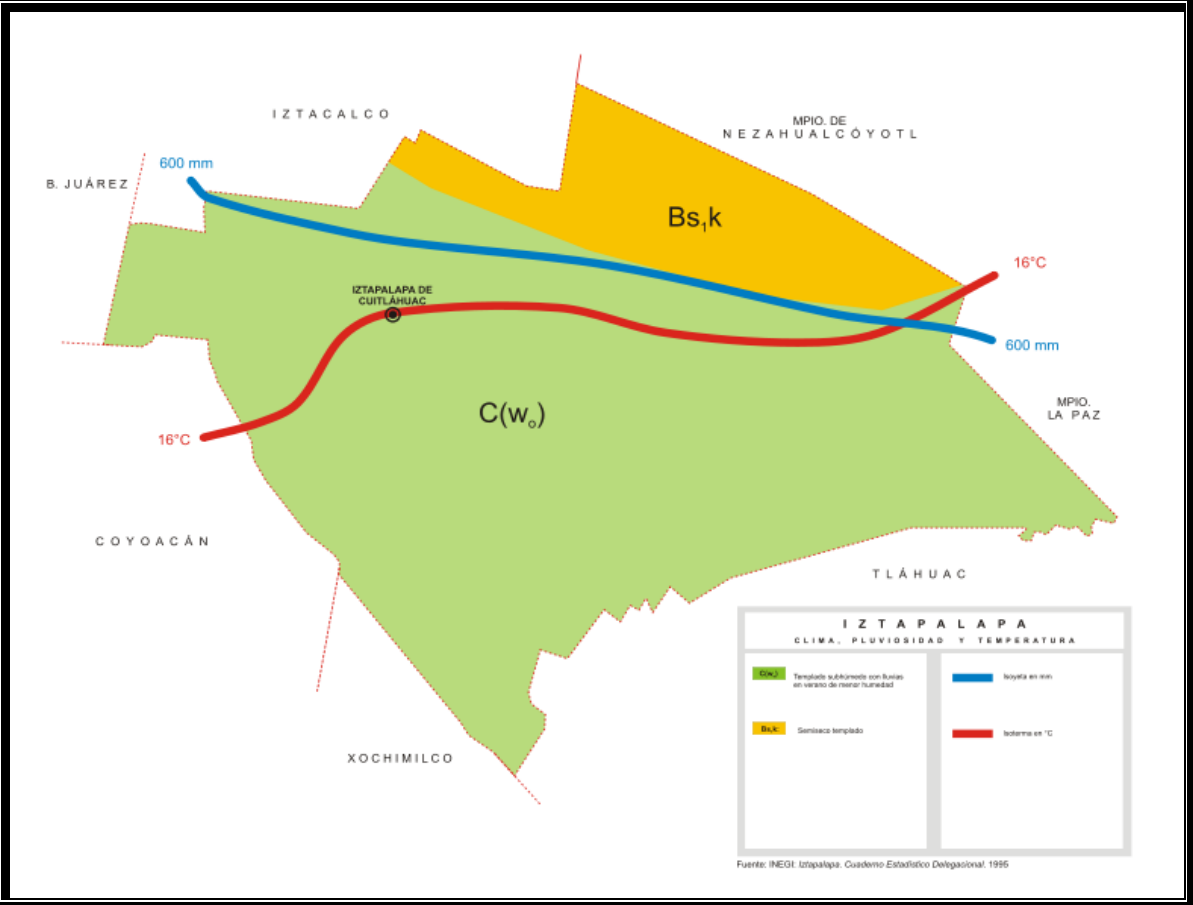 IZTACALCO
MPIO. DE
NEZAHUALCÓYOTL
600 mm
B. JUÁREZ
Bs₁k
16°C
IZTAPALAPA DE
CUITLÁHUAC
600 mm
C(wₒ)
MPIO.
LA PAZ
16°C
COYOACÁN
TLÁHUAC
XOCHIMILCO
IZTAPALAPA
CLIMA, PLUVIOSIDAD Y TEMPERATURA
C(wₒ)
Templado subhúmedo con lluvias
en verano de menor humedad
Bs₁k:
Semiseco templado
Isoyeta en mm
Isoterma en °C
Fuente: INEGI: Iztapalapa. Cuaderno Estadístico Delegacional. 1995